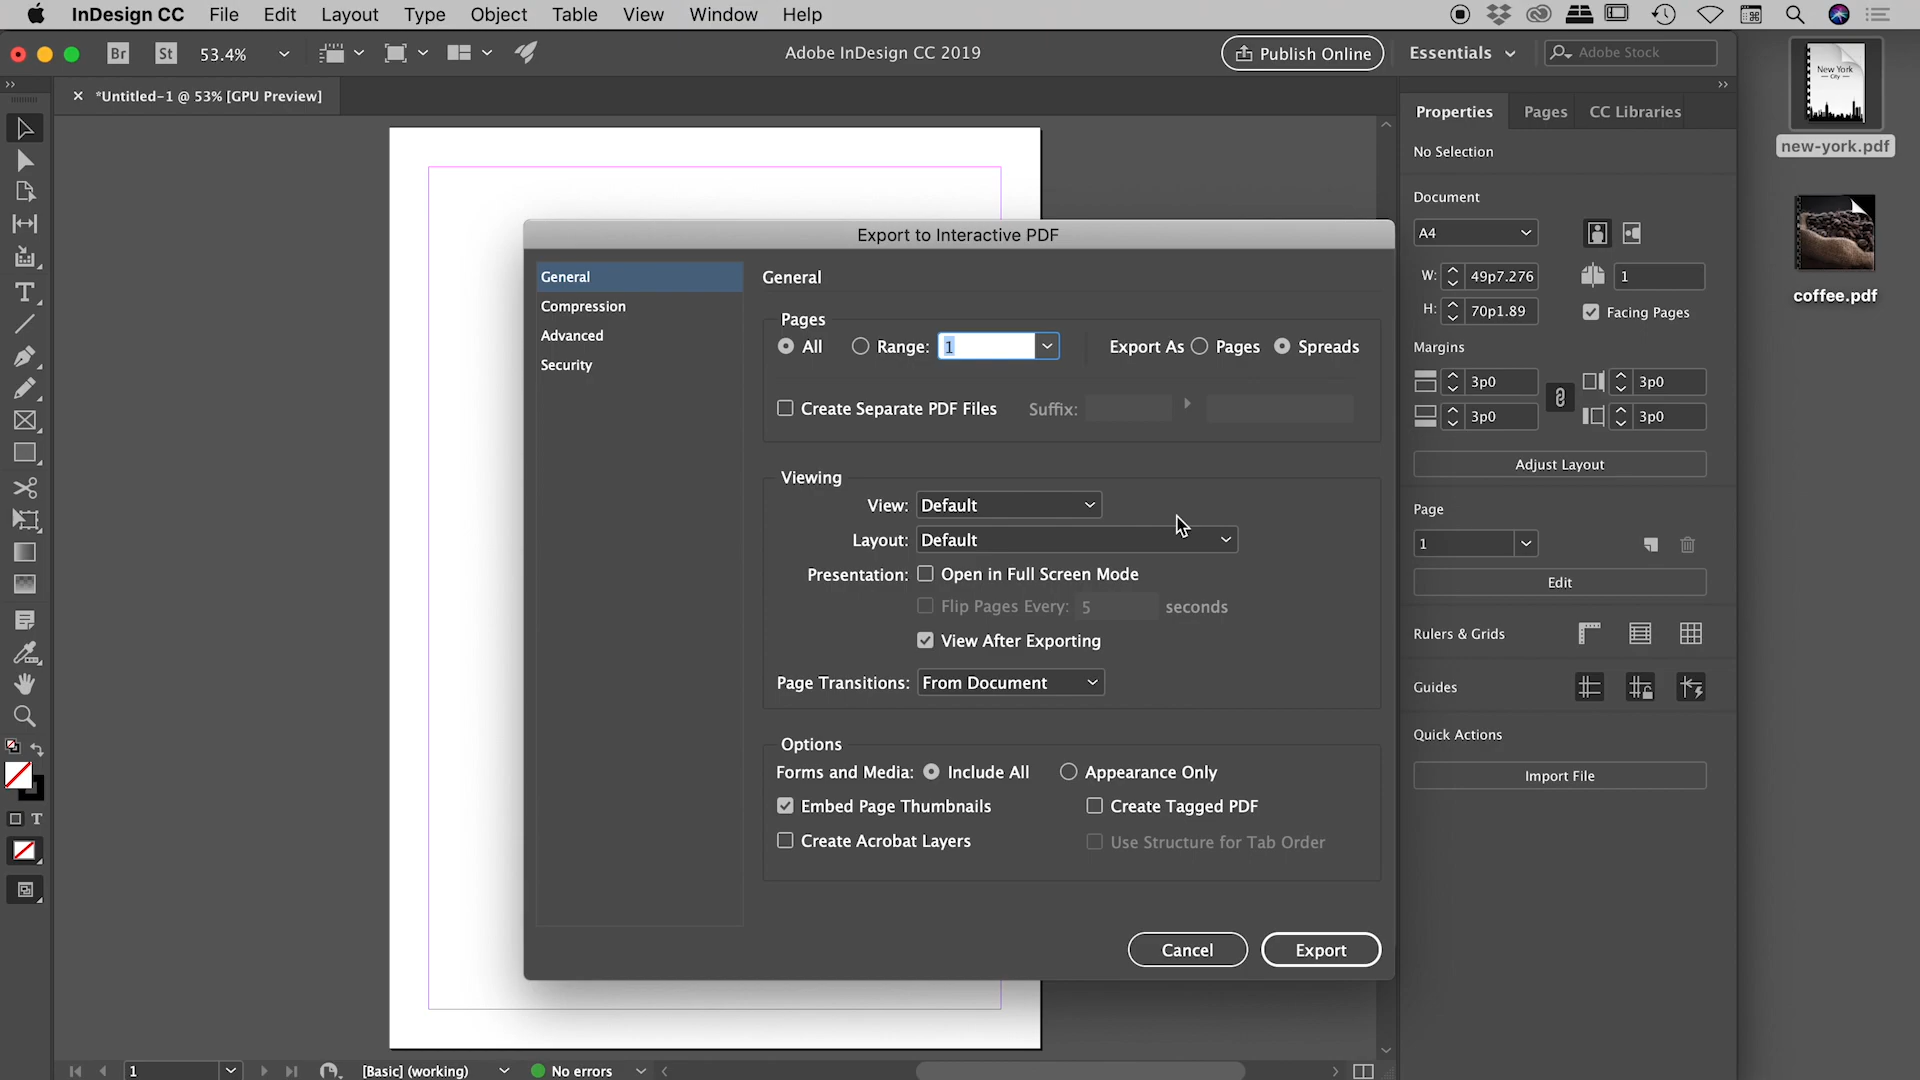 InDesign CC File Edit Layout Type Object Table View Window Help
Br St 53.4% Adobe InDesign CC 2019 Publish Online Essentials Adobe Stock
*Untitled-1 @ 53% [GPU Preview]
Properties Pages CC Libraries
No Selection
Document
A4
W: 49p7.276 1
H: 70p1.89 Facing Pages
Margins
3p0 3p0
3p0 3p0
Adjust Layout
Page
1
Edit
Rulers & Grids
Guides
Quick Actions
Import File
New York
City
new-york.pdf
coffee.pdf
Export to Interactive PDF
General
Compression
Advanced
Security
General
Pages
All Range: 1 Export As Pages Spreads
Create Separate PDF Files Suffix:
Viewing
View: Default
Layout: Default
Presentation: Open in Full Screen Mode
Flip Pages Every: 5 seconds
View After Exporting
Page Transitions: From Document
Options
Forms and Media: Include All Appearance Only
Embed Page Thumbnails Create Tagged PDF
Create Acrobat Layers Use Structure for Tab Order
Cancel Export
1 [Basic] (working) No errors